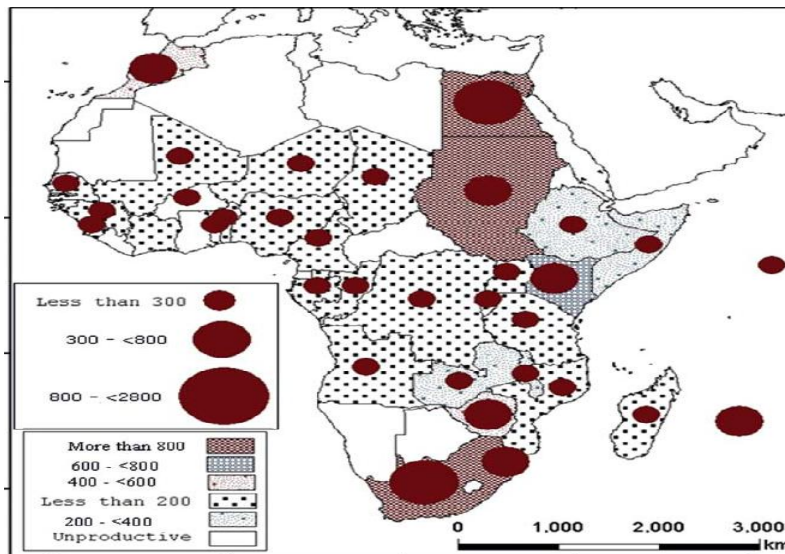 Less than 300
300 - <800
800 - <2800
More than 800
600 - <800
400 - <600
Less than 200
200 - <400
Unproductive
0 1,000 2,000 3,000
km